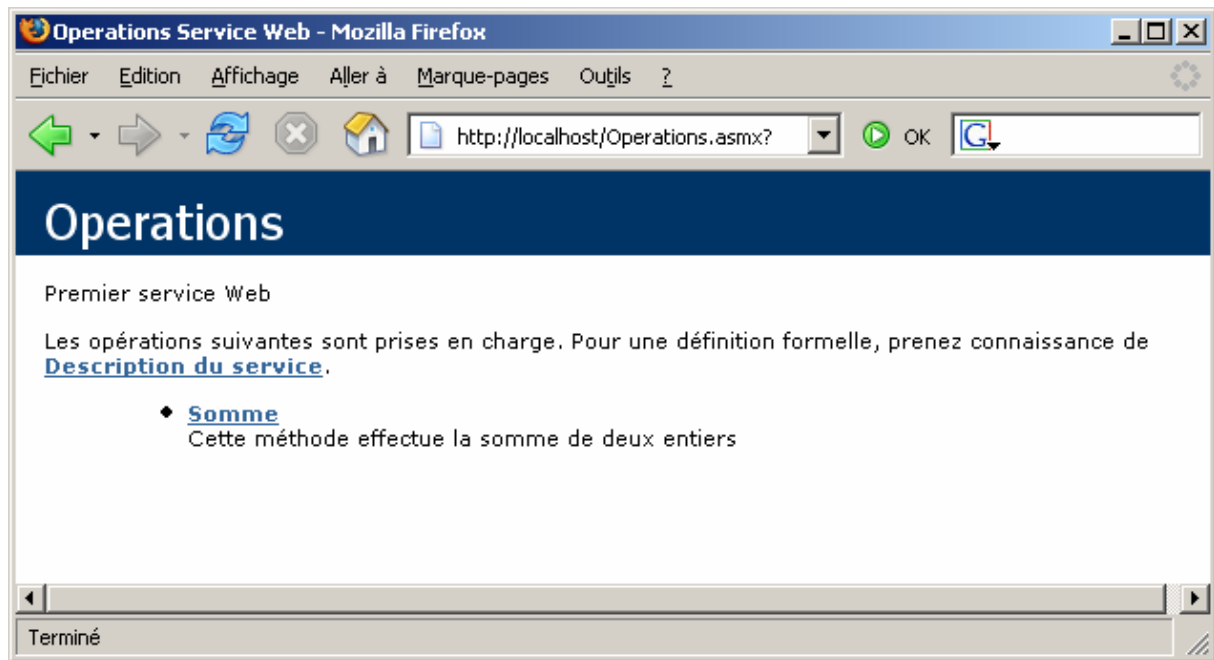 Operations Service Web - Mozilla Firefox
Fichier Edition Affichage Aller à Marque-pages Outils ?
http://localhost/Operations.asmx? OK G
Operations
Premier service Web
Les opérations suivantes sont prises en charge. Pour une définition formelle, prenez connaissance de
Description du service.
Somme
Cette méthode effectue la somme de deux entiers
Terminé